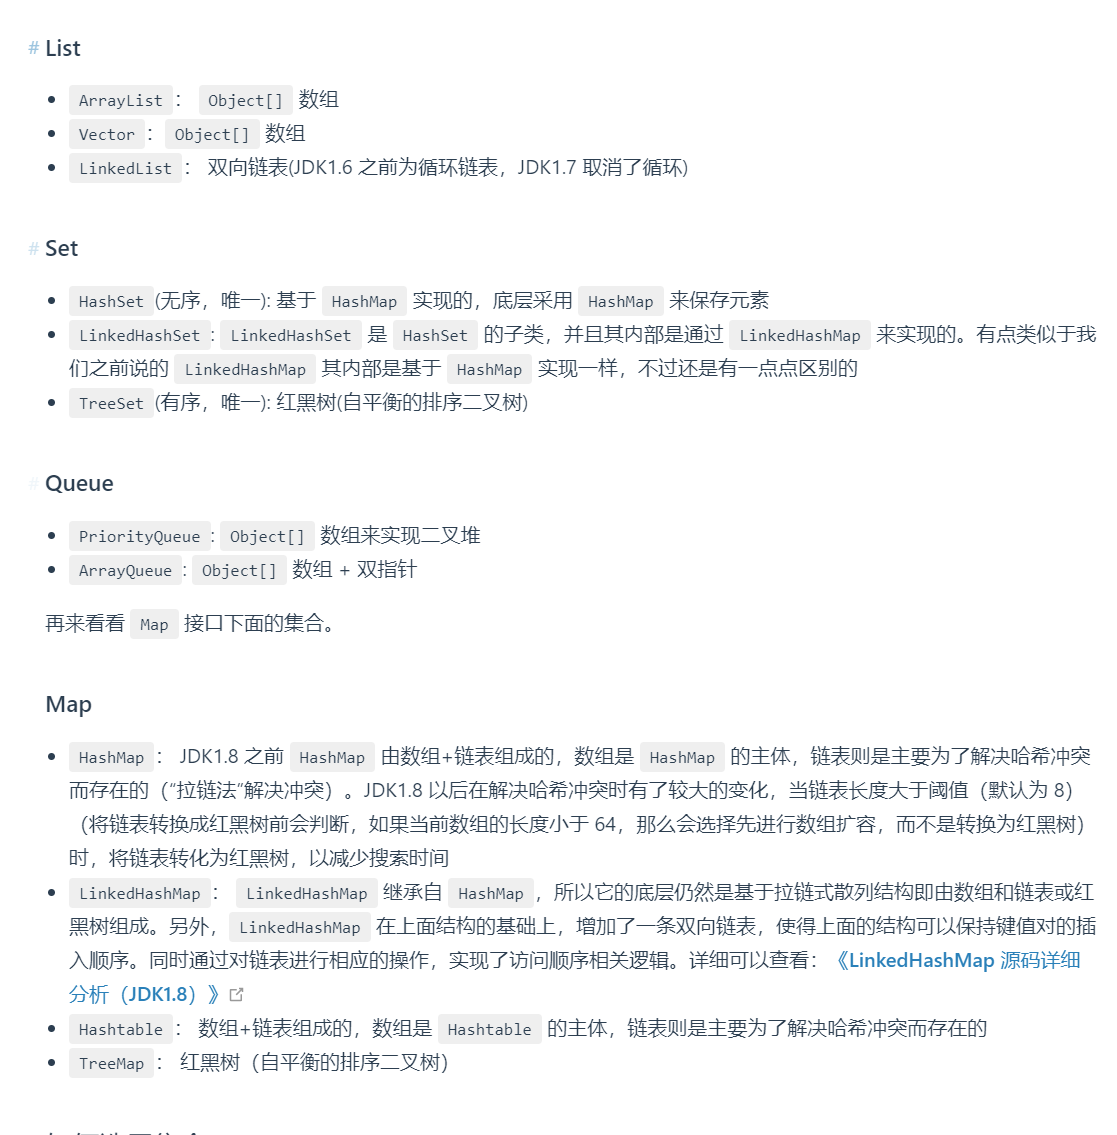 # List
ArrayList： Object[] 数组
Vector：Object[] 数组
LinkedList： 双向链表(JDK1.6 之前为循环链表，JDK1.7 取消了循环)
# Set
HashSet(无序，唯一): 基于 HashMap 实现的，底层采用 HashMap 来保存元素
LinkedHashSet: LinkedHashSet 是 HashSet 的子类，并且其内部是通过 LinkedHashMap 来实现的。有点类似于我
们之前说的 LinkedHashMap 其内部是基于 HashMap 实现一样，不过还是有一点点区别的
TreeSet(有序，唯一): 红黑树(自平衡的排序二叉树)
# Queue
PriorityQueue: Object[] 数组来实现二叉堆
ArrayQueue: Object[] 数组 + 双指针
再来看看 Map 接口下面的集合。
Map
HashMap： JDK1.8 之前 HashMap 由数组+链表组成的，数组是 HashMap 的主体，链表则是主要为了解决哈希冲突
而存在的（“拉链法”解决冲突）。JDK1.8 以后在解决哈希冲突时有了较大的变化，当链表长度大于阈值（默认为 8）
（将链表转换成红黑树前会判断，如果当前数组的长度小于 64，那么会选择先进行数组扩容，而不是转换为红黑树）
时，将链表转化为红黑树，以减少搜索时间
LinkedHashMap： LinkedHashMap 继承自 HashMap，所以它的底层仍然是基于拉链式散列结构即由数组和链表或红
黑树组成。另外，LinkedHashMap 在上面结构的基础上，增加了一条双向链表，使得上面的结构可以保持键值对的插
入顺序。同时通过对链表进行相应的操作，实现了访问顺序相关逻辑。详细可以查看：《LinkedHashMap 源码详细
分析（JDK1.8）》
Hashtable： 数组+链表组成的，数组是 Hashtable 的主体，链表则是主要为了解决哈希冲突而存在的
TreeMap： 红黑树（自平衡的排序二叉树）